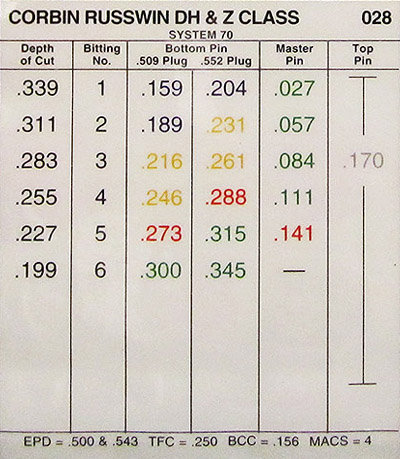 CORBIN RUSSWIN DH & Z CLASS 028
SYSTEM 70
Depth of Cut Bitting No. Bottom Pin Master Pin Top Pin
.509 Plug .552 Plug
.339 1 .159 .204 .027
.311 2 .189 .231 .057
.283 3 .216 .261 .084 .170
.255 4 .246 .288 .111
.227 5 .273 .315 .141
.199 6 .300 .345 —
EPD = .500 & .543 TFC = .250 BCC = .156 MACS = 4